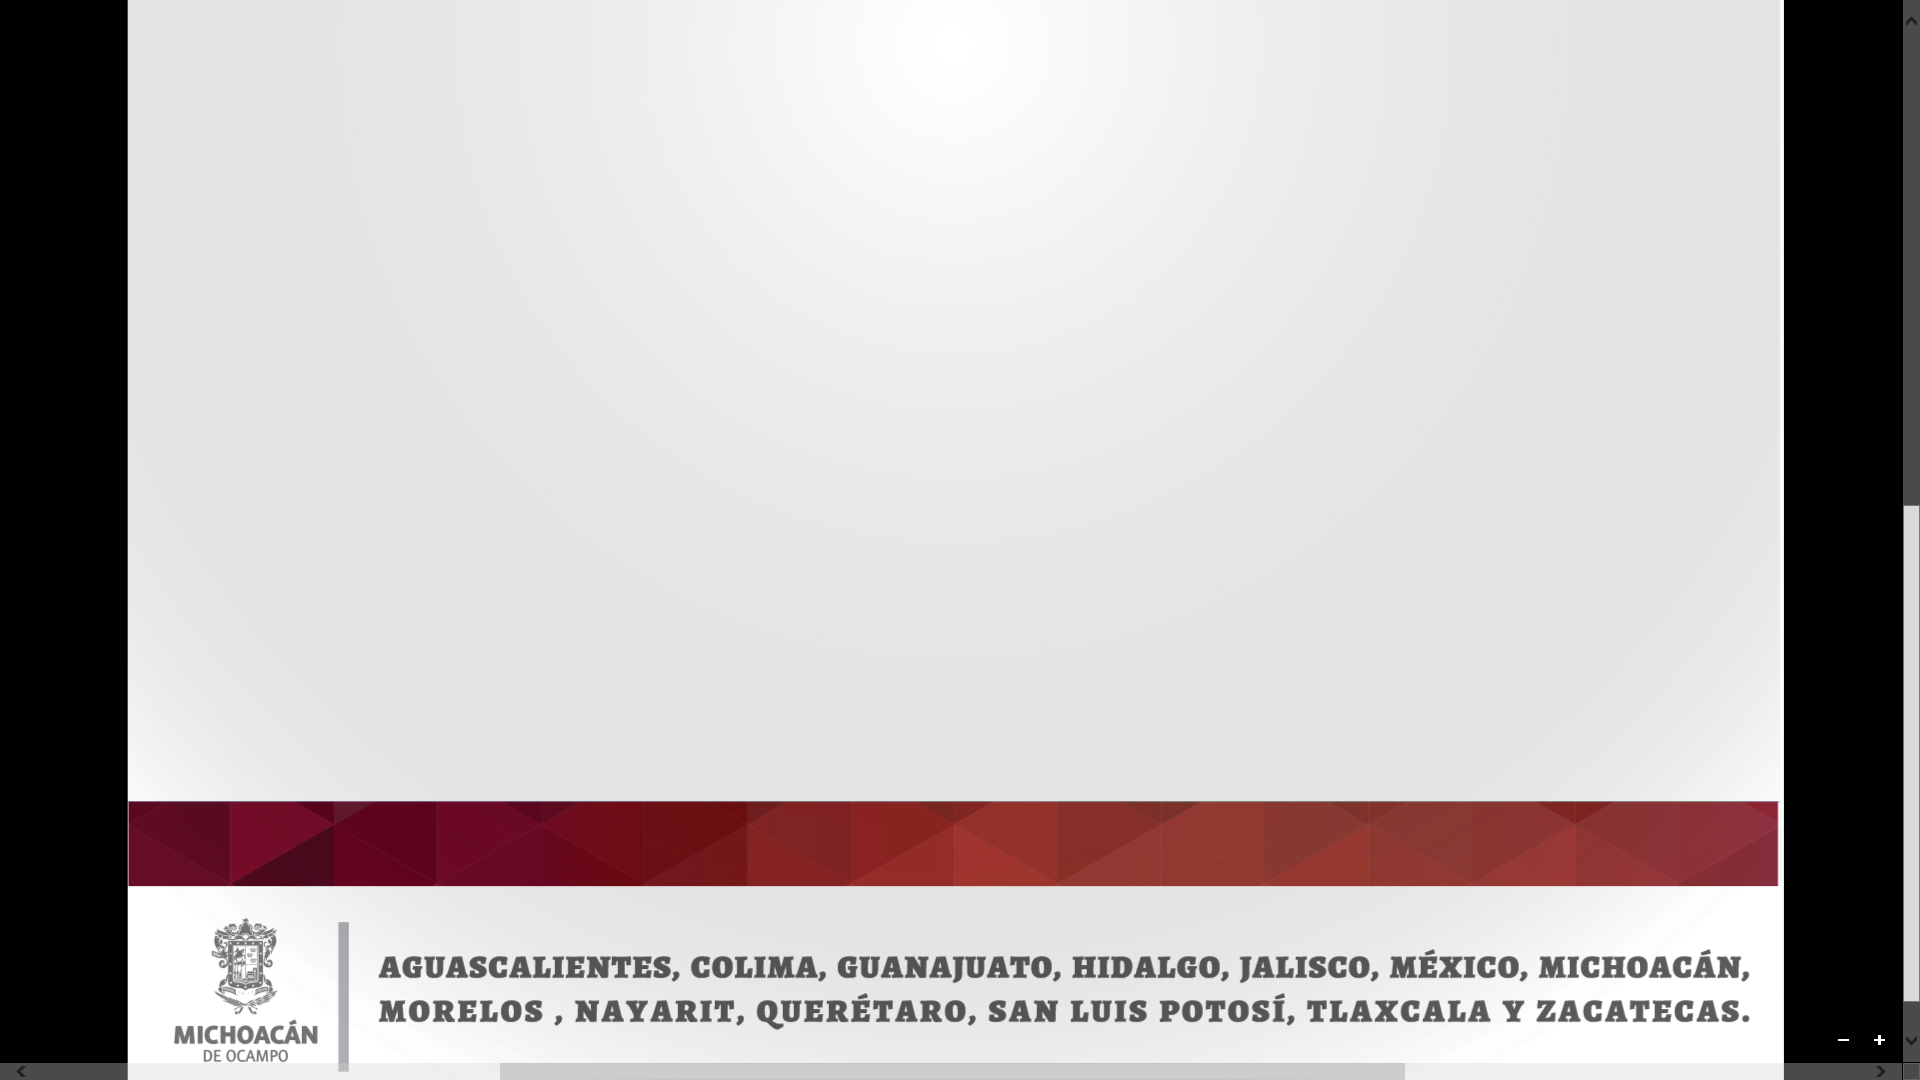 AGUASCALIENTES, COLIMA, GUANAJUATO, HIDALGO, JALISCO, MÉXICO, MICHOACÁN,
MORELOS , NAYARIT, QUERÉTARO, SAN LUIS POTOSÍ, TLAXCALA Y ZACATECAS.
MICHOACÁN
DE OCAMPO